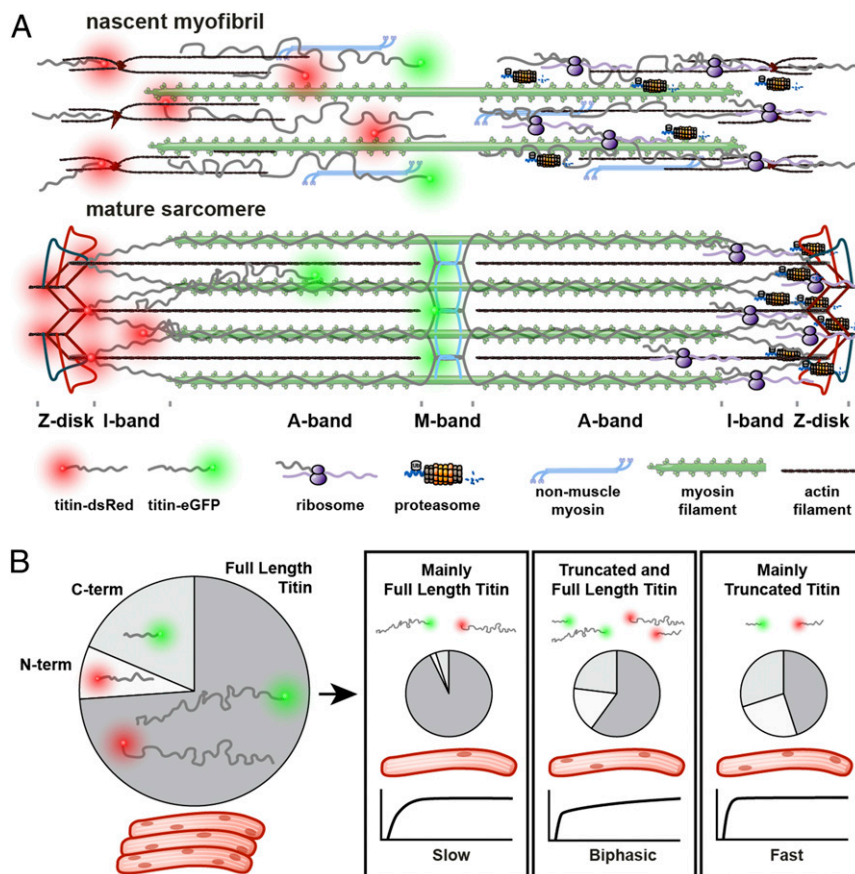 A
nascent myofibril
mature sarcomere
Z-disk I-band A-band M-band A-band I-band Z-disk
titin-dsRed
titin-eGFP
ribosome
proteasome
non-muscle
myosin
myosin
filament
actin
filament
B
C-term
N-term
Full Length
Titin
Mainly
Full Length Titin
Slow
Truncated and
Full Length Titin
Biphasic
Mainly
Truncated Titin
Fast